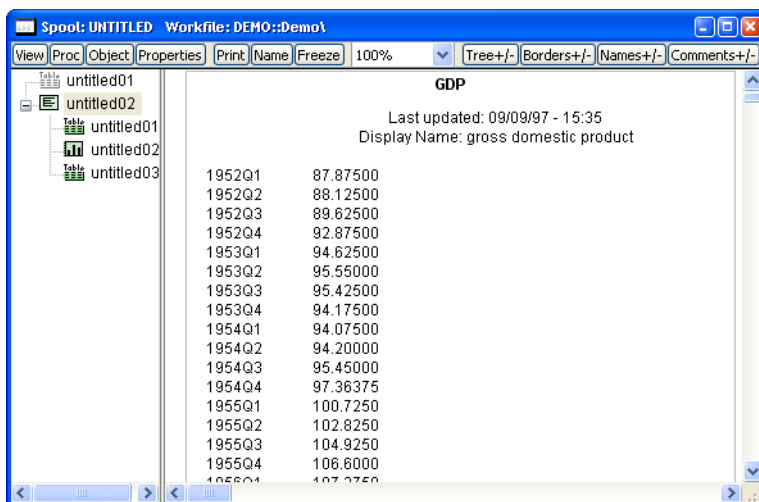 Spool: UNTITLED Workfile: DEMO::Demo\
View Proc Object Properties Print Name Freeze 100% Tree+/- Borders+/- Names+/- Comments+/-
Table untitled01
untitled02
Table untitled01
untitled02
Table untitled03
GDP
Last updated: 09/09/97 - 15:35
Display Name: gross domestic product
1952Q1 87.87500
1952Q2 88.12500
1952Q3 89.62500
1952Q4 92.87500
1953Q1 94.62500
1953Q2 95.55000
1953Q3 95.42500
1953Q4 94.17500
1954Q1 94.07500
1954Q2 94.20000
1954Q3 95.45000
1954Q4 97.36375
1955Q1 100.7250
1955Q2 102.8250
1955Q3 104.9250
1955Q4 106.6000